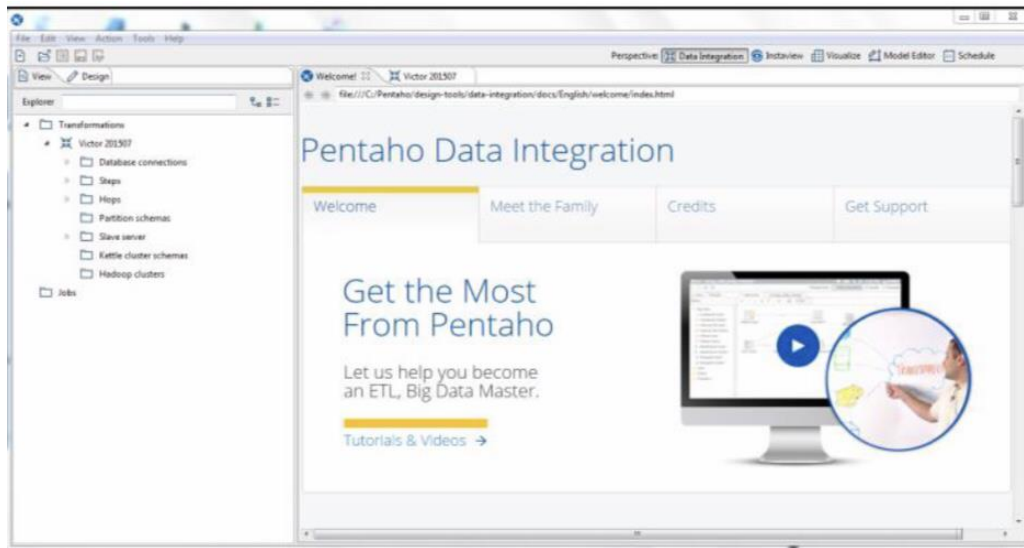 File Edit View Action Tools Help
Perspective: Data Integration Instaview Visualize Model Editor Schedule
View Design
Welcome! Victor 201507
Explorer
file:///C:/Pentaho/design-tools/data-integration/docs/English/welcome/index.html
Transformations
Victor 201507
Database connections
Steps
Hops
Partition schemas
Slave server
Kettle cluster schemas
Hadoop clusters
Jobs
Pentaho Data Integration
Welcome Meet the Family Credits Get Support
Get the Most
From Pentaho
Let us help you become
an ETL, Big Data Master.
Tutorials & Videos →